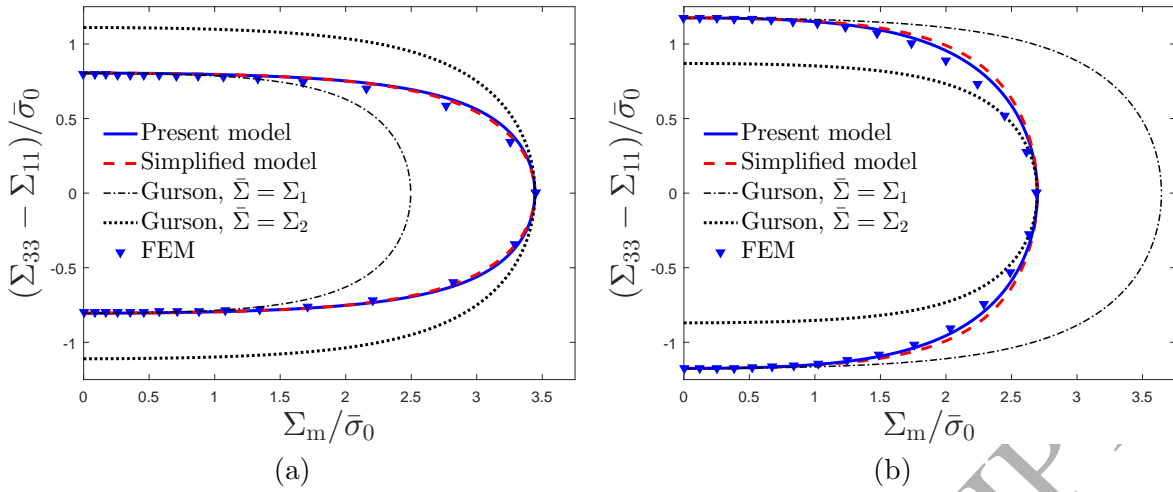 (Σ₃₃ − Σ₁₁)/σ̄₀
1
0.5
0
-0.5
-1
Present model
Simplified model
Gurson, Σ̄ = Σ₁
Gurson, Σ̄ = Σ₂
FEM
0 0.5 1 1.5 2 2.5 3 3.5
Σₘ/σ̄₀
(a)
(Σ₃₃ − Σ₁₁)/σ̄₀
1
0.5
0
-0.5
-1
Present model
Simplified model
Gurson, Σ̄ = Σ₁
Gurson, Σ̄ = Σ₂
FEM
0 0.5 1 1.5 2 2.5 3 3.5
Σₘ/σ̄₀
(b)